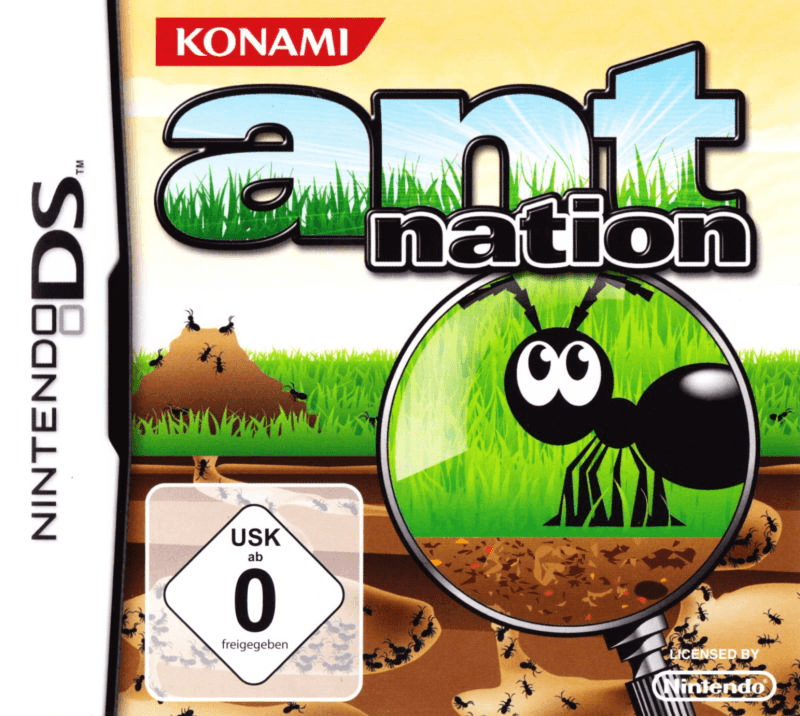 KONAMI
ant
nation
NINTENDO DS™
USK
ab
0
freigegeben
LICENSED BY
Nintendo®